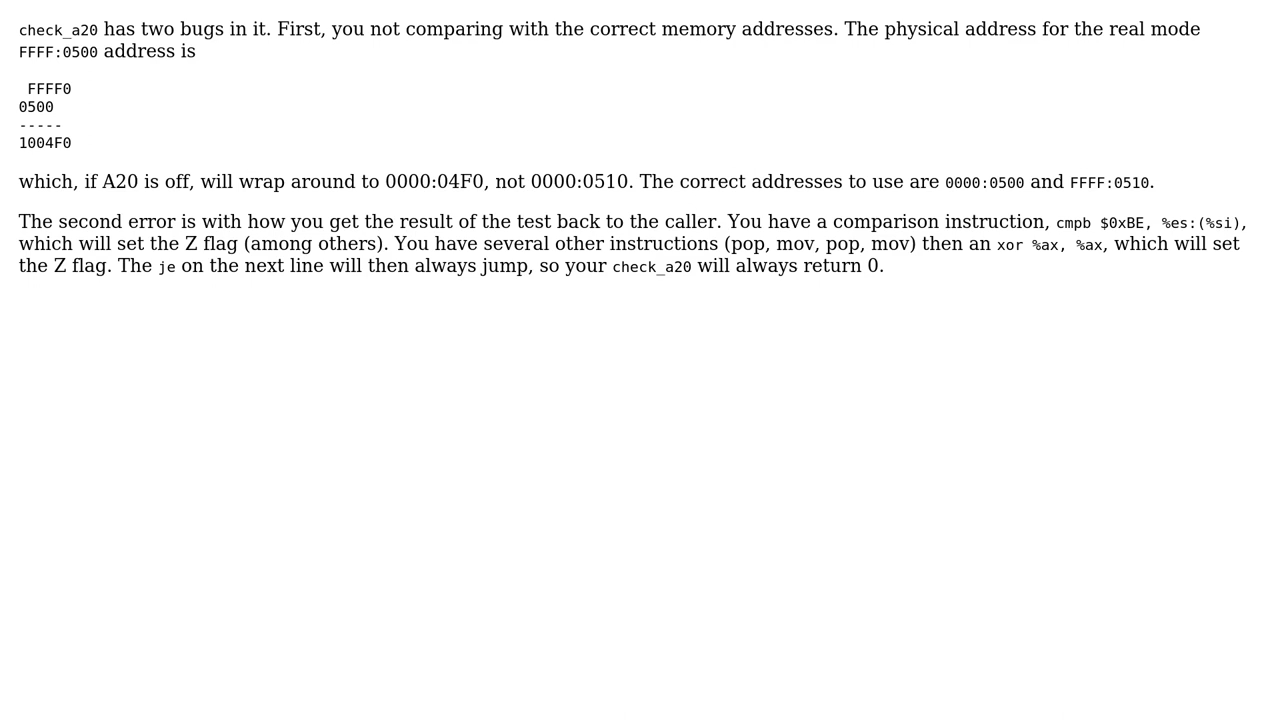 check_a20 has two bugs in it. First, you not comparing with the correct memory addresses. The physical address for the real mode
FFFF:0500 address is
FFFF0
0500
-----
1004F0
which, if A20 is off, will wrap around to 0000:04F0, not 0000:0510. The correct addresses to use are 0000:0500 and FFFF:0510.
The second error is with how you get the result of the test back to the caller. You have a comparison instruction, cmpb $0xBE, %es:(%si),
which will set the Z flag (among others). You have several other instructions (pop, mov, pop, mov) then an xor %ax, %ax, which will set
the Z flag. The je on the next line will then always jump, so your check_a20 will always return 0.